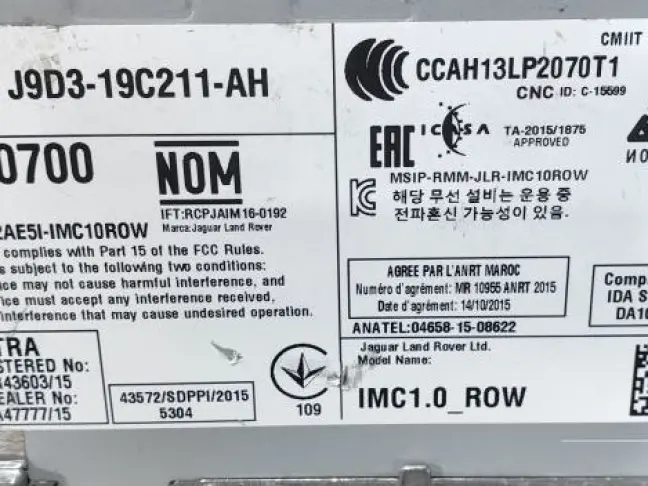 J9D3-19C211-AH
0700
NOM
IFT:RCPJAIM16-0192
Marca:Jaguar Land Rover
2AE5I-IMC10ROW
complies with Part 15 of the FCC Rules.
s subject to the following two conditions:
ce may not cause harmful interference, and
ice must accept any interference received,
interference that may cause undesired operation.
TRA
STERED No:
43603/15
EALER No:
A47777/15
43572/SDPPI/2015
5304
109
CMIIT
CCAH13LP2070T1
CNC ID: C-15599
EAC
ICASA
TA-2015/1875
APPROVED
MSIP-RMM-JLR-IMC10ROW
해당 무선 설비는 운용 중
전파혼신 가능성이 있음.
AGREE PAR L'ANRT MAROC
Numéro d'agrément: MR 10956 ANRT 2015
Date d'agrément: 14/10/2015
Comp
IDA S
DA10
ANATEL:04658-15-08622
Jaguar Land Rover Ltd.
Model Name:
IMC1.0_ROW